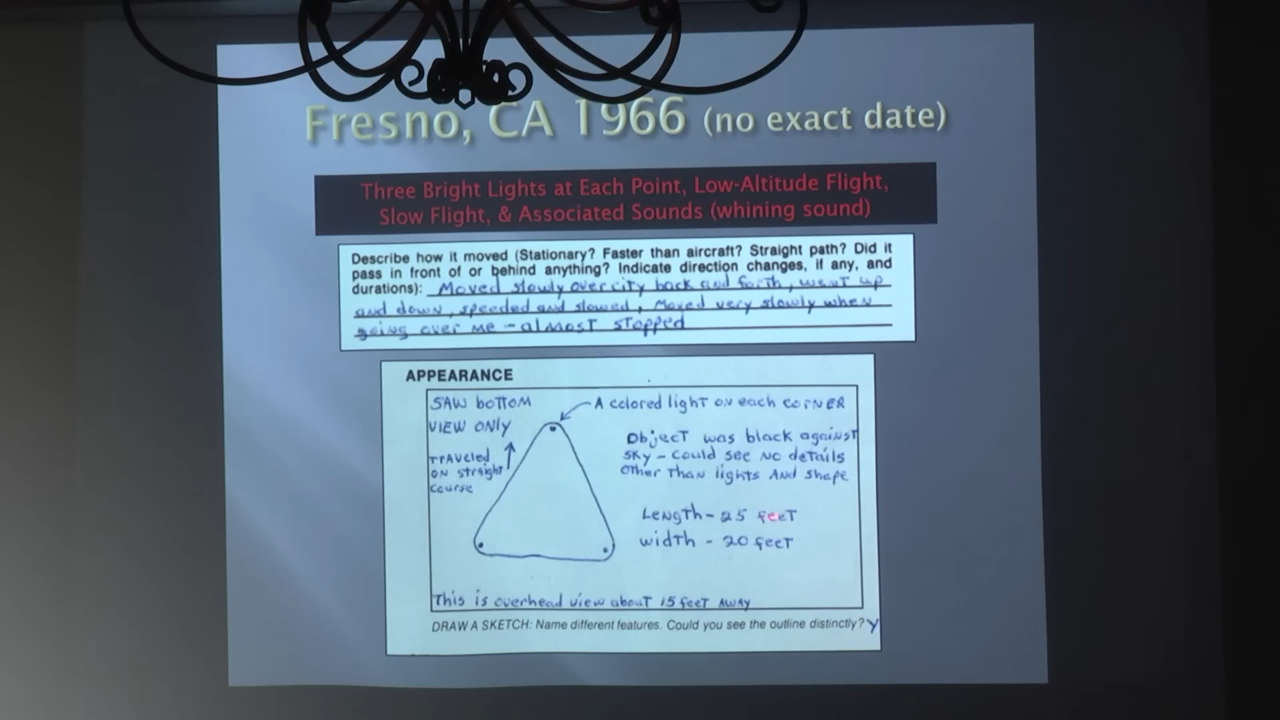 Fresno, CA 1966 (no exact date)
Three Bright Lights at Each Point, Low-Altitude Flight,
Slow Flight, & Associated Sounds (whining sound)
Describe how it moved (Stationary? Faster than aircraft? Straight path? Did it
pass in front of or behind anything? Indicate direction changes, if any, and
durations): Moved slowly over city back and forth, went up
and down, speeded and slowed, Moved very slowly when
going over me - almost stopped
APPEARANCE
SAW bottom
VIEW ONLY
TRAVELED
ON straight
course
A colored light on each CORNER
Object was black against
sky - could see no details
other than lights and shape
Length - 25 feet
width - 20 feet
This is overhead view about 15 feet away
DRAW A SKETCH: Name different features. Could you see the outline distinctly? Y